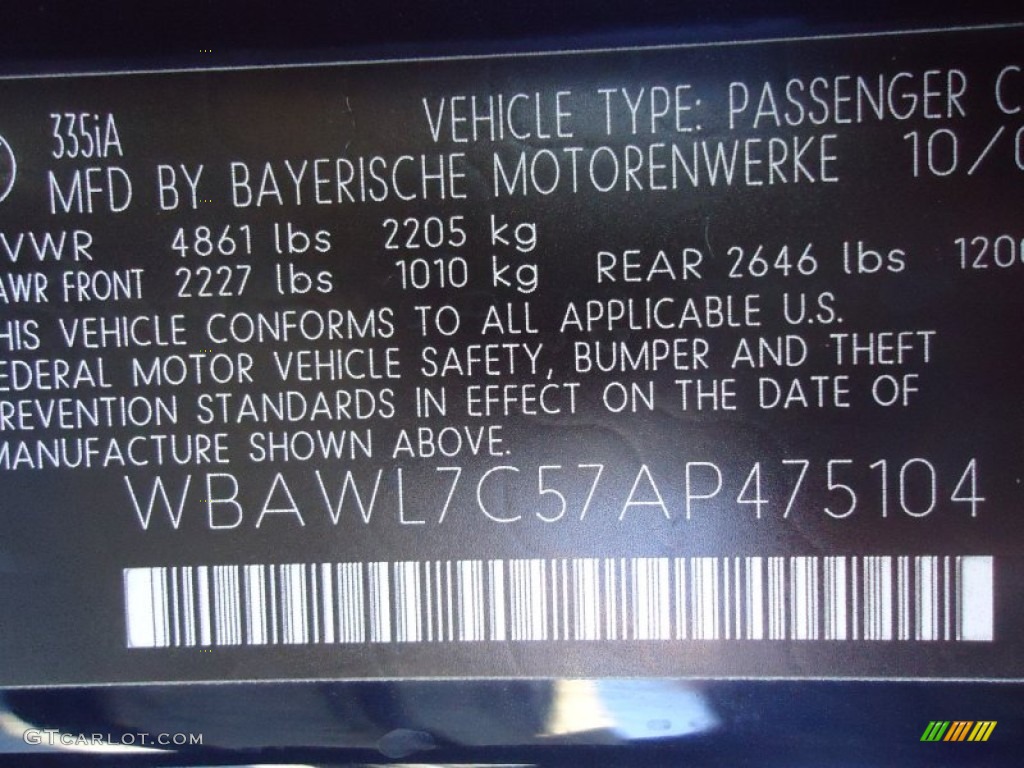 335iA VEHICLE TYPE: PASSENGER C
MFD BY BAYERISCHE MOTORENWERKE 10/0
VWR 4861 lbs 2205 kg
AWR FRONT 2227 lbs 1010 kg REAR 2646 lbs 1200
HIS VEHICLE CONFORMS TO ALL APPLICABLE U.S.
EDERAL MOTOR VEHICLE SAFETY, BUMPER AND THEFT
REVENTION STANDARDS IN EFFECT ON THE DATE OF
MANUFACTURE SHOWN ABOVE.
WBAWL7C57AP475104
GTCARLOT.COM